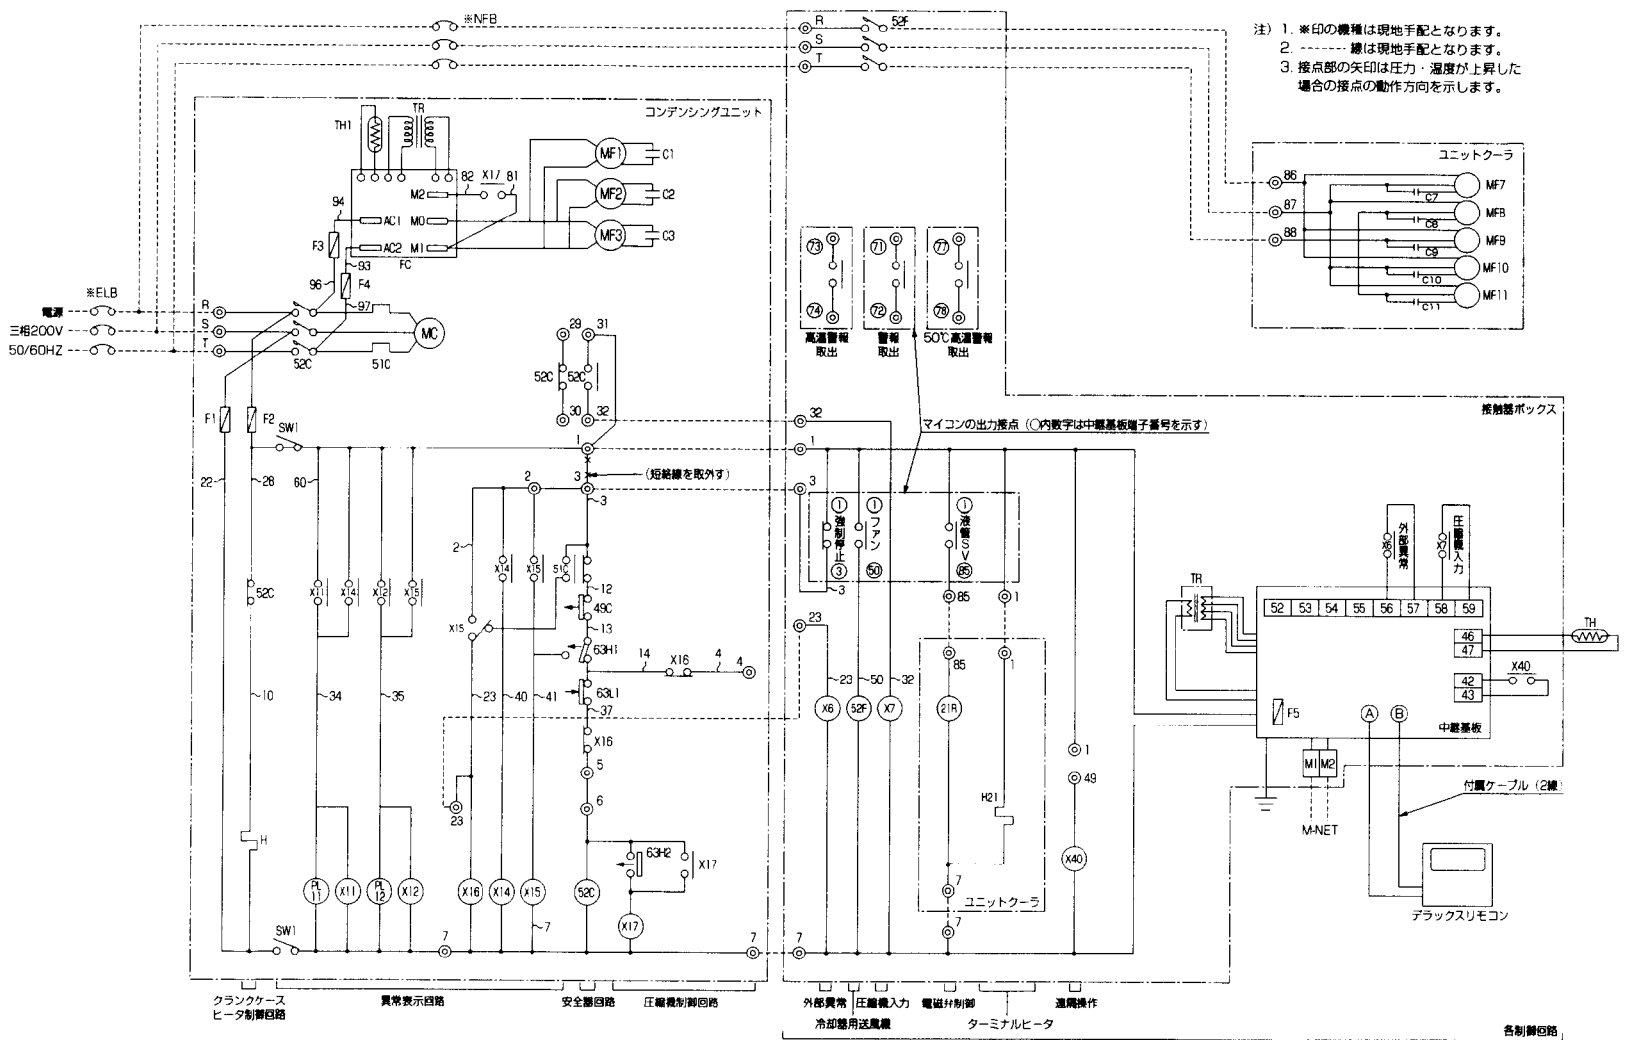 ※NFB
R
S
T
52F
注) 1. ※印の機種は現地手配となります。
2. ------- 線は現地手配となります。
3. 接点部の矢印は圧力・温度が上昇した
場合の接点の動作方向を示します。
コンデンシングユニット
TH1
TR
82
X17
81
M2
94
AC1
M0
F3
AC2
M1
FC
93
F4
96
97
MF1
C1
MF2
C2
MF3
C3
ユニットクーラ
86
87
88
MF7
C7
MF8
C8
MF9
C9
MF10
C10
MF11
C11
73
74
高温警報
取出
71
72
警報
取出
77
78
50℃高温警報
取出
※ELB
電源
三相200V
50/60HZ
R
S
T
52C
51C
MC
29
31
52C
52C
30
32
32
接触器ボックス
マイコンの出力接点(○内数字は中継基板端子番号を示す)
F1
F2
SW1
1
1
(短絡線を取外す)
22
28
60
2
3
3
3
① 強制停止 ③
① ファン ㊿
① 液管SV 85
3
2
52C
X11
X14
X12
X15
X14
X15
51C
12
49C
13
X15
63H1
14
X16
4
4
63L1
37
X16
5
6
10
34
35
23
40
41
23
23
85
1
23
50
32
X6
52F
X7
85
1
21R
H21
1
49
X40
7
7
ユニットクーラ
X6
外部異常
X7
圧縮機入力
52
53
54
55
56
57
58
59
TR
46
47
TH
42
43
X40
F5
A
B
中継基板
M1
M2
M-NET
付属ケーブル(2線)
デラックスリモコン
H
63H2
X17
PL11
X11
PL12
X12
X16
X14
X15
52C
X17
SW1
7
7
7
7
クランクケース
ヒータ制御回路
異常表示回路
安全器回路
圧縮機制御回路
外部異常
圧縮機入力
電磁弁制御
遠隔操作
冷却器用送風機
ターミナルヒータ
各制御回路